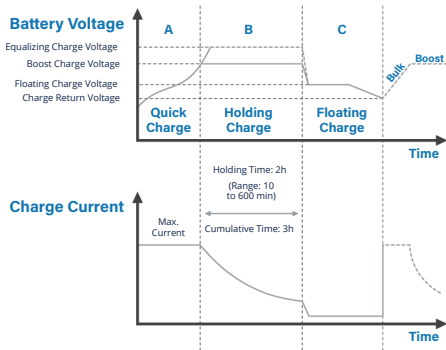 Battery Voltage
A
B
C
Equalizing Charge Voltage
Boost Charge Voltage
Floating Charge Voltage
Charge Return Voltage
Bulk
Boost
Quick
Charge
Holding
Charge
Floating
Charge
Time
Holding Time: 2h
(Range: 10
to 600 min)
Cumulative Time: 3h
Charge Current
Max.
Current
Time